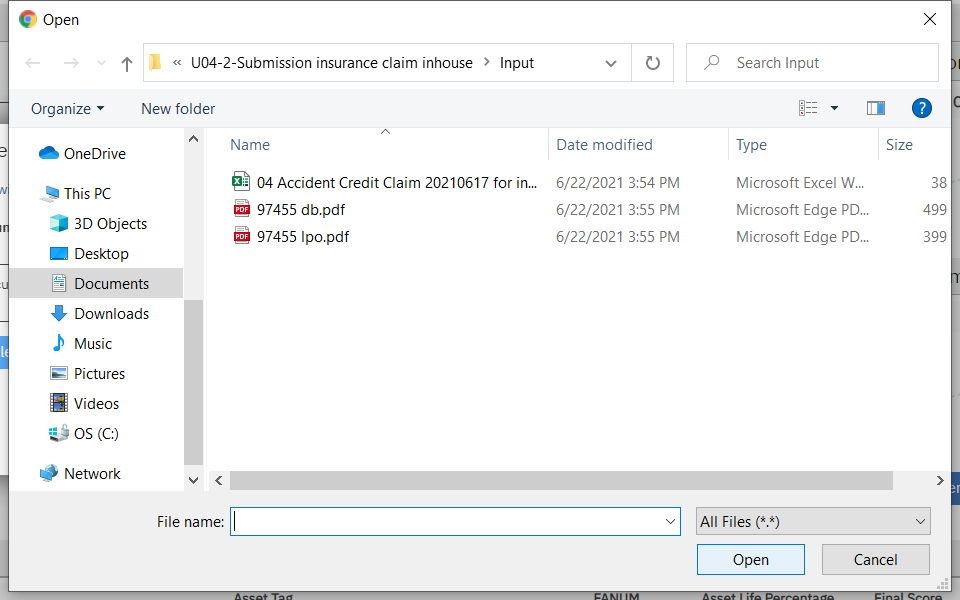 Open
« U04-2-Submission insurance claim inhouse > Input
Search Input
Organize
New folder
?
Name
Date modified
Type
Size
OneDrive
This PC
3D Objects
Desktop
Documents
Downloads
Music
Pictures
Videos
OS (C:)
Network
04 Accident Credit Claim 20210617 for in... 6/22/2021 3:54 PM Microsoft Excel W... 38
97455 db.pdf 6/22/2021 3:55 PM Microsoft Edge PD... 499
97455 lpo.pdf 6/22/2021 3:55 PM Microsoft Edge PD... 399
File name:
All Files (*.*)
Open
Cancel
Asset Tag FANUM Asset Life Percentage Final Score